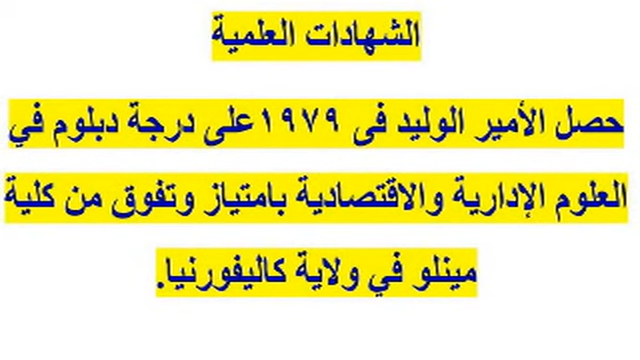 الشهادات العلمية
حصل الأمير الوليد فى ١٩٧٩على درجة دبلوم في
العلوم الإدارية والاقتصادية بامتياز وتفوق من كلية
مينلو في ولاية كاليفورنيا.